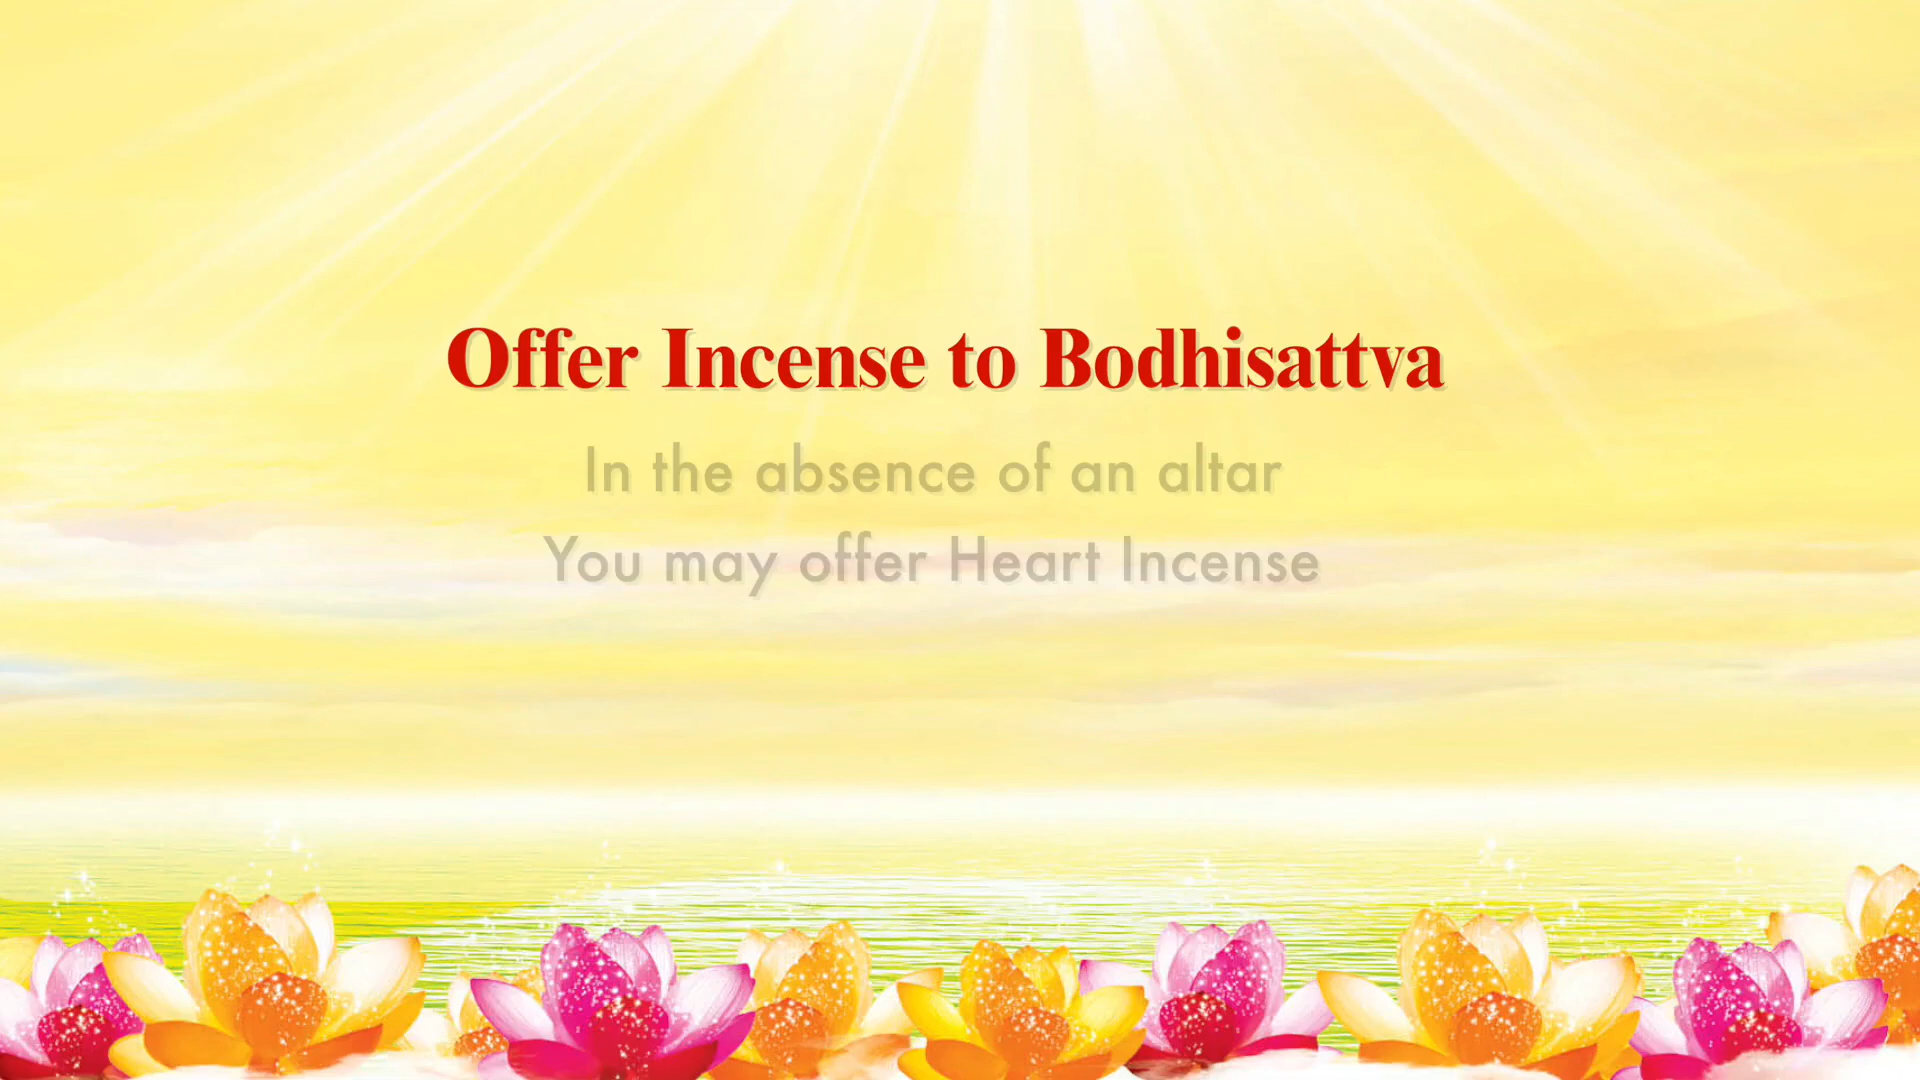 Offer Incense to Bodhisattva
In the absence of an altar
You may offer Heart Incense